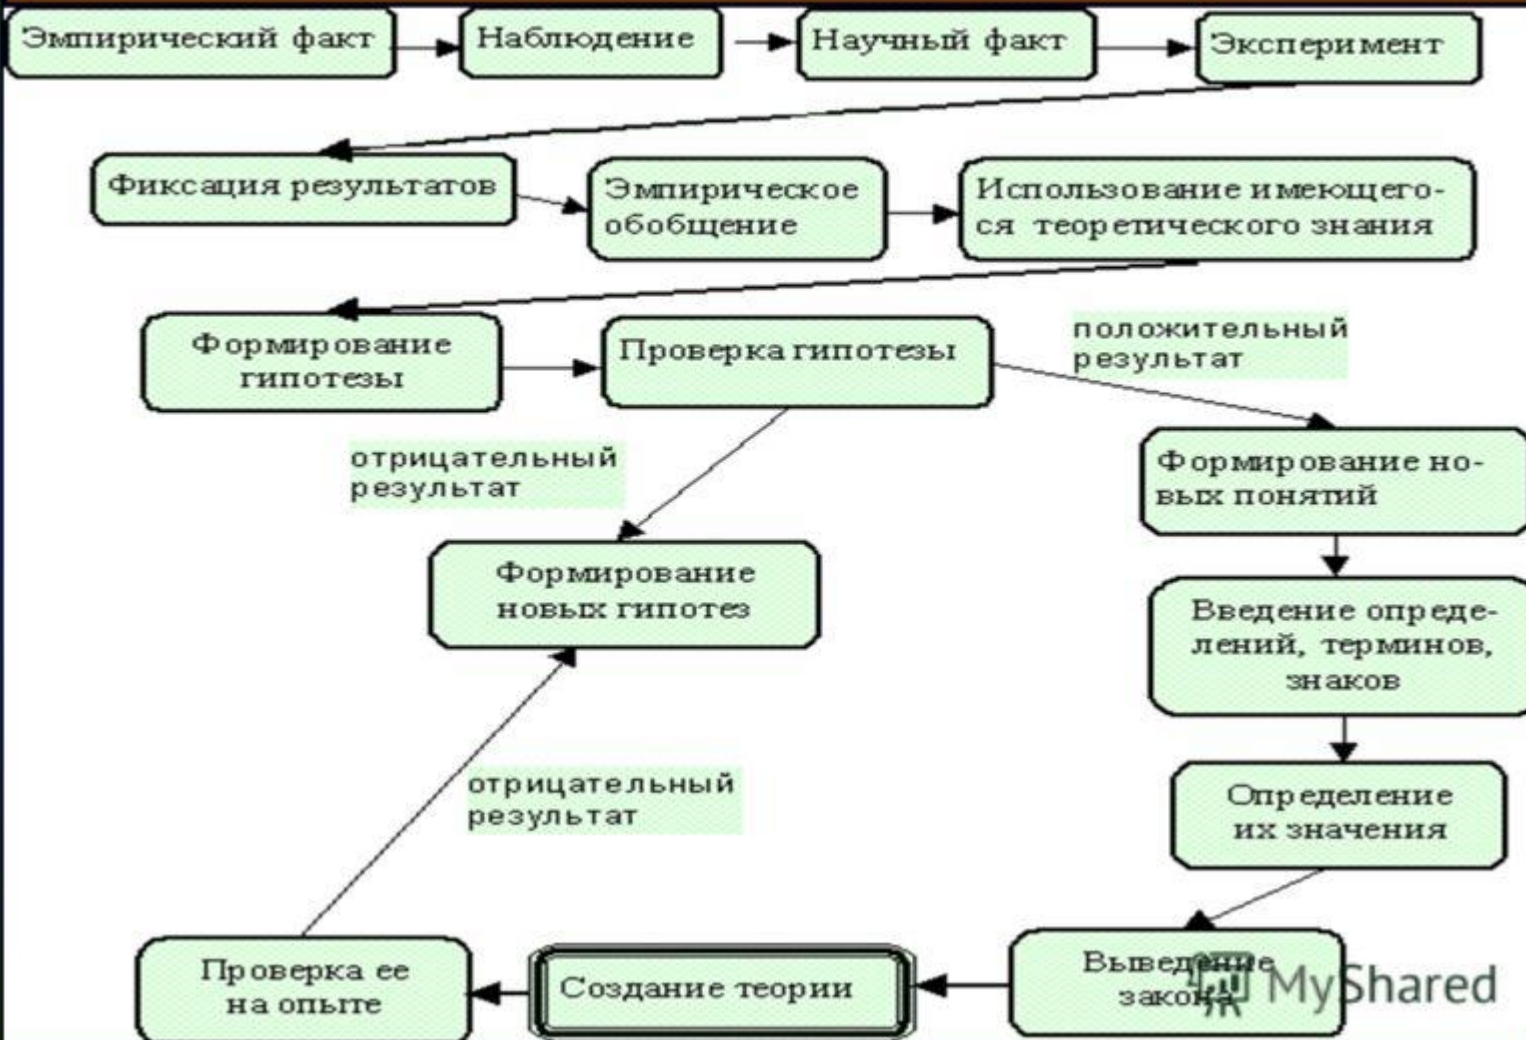 Эмпирический факт
Наблюдение
Научный факт
Эксперимент
Фиксация результатов
Эмпирическое
обобщение
Использование имеющего-
ся теоретического знания
Формирование
гипотезы
Проверка гипотезы
положительный
результат
отрицательный
результат
Формирование но-
вых понятий
Формирование
новых гипотез
Введение опреде-
лений, терминов,
знаков
отрицательный
результат
Определение
их значения
Проверка ее
на опыте
Создание теории
Выведение
закона
MyShared